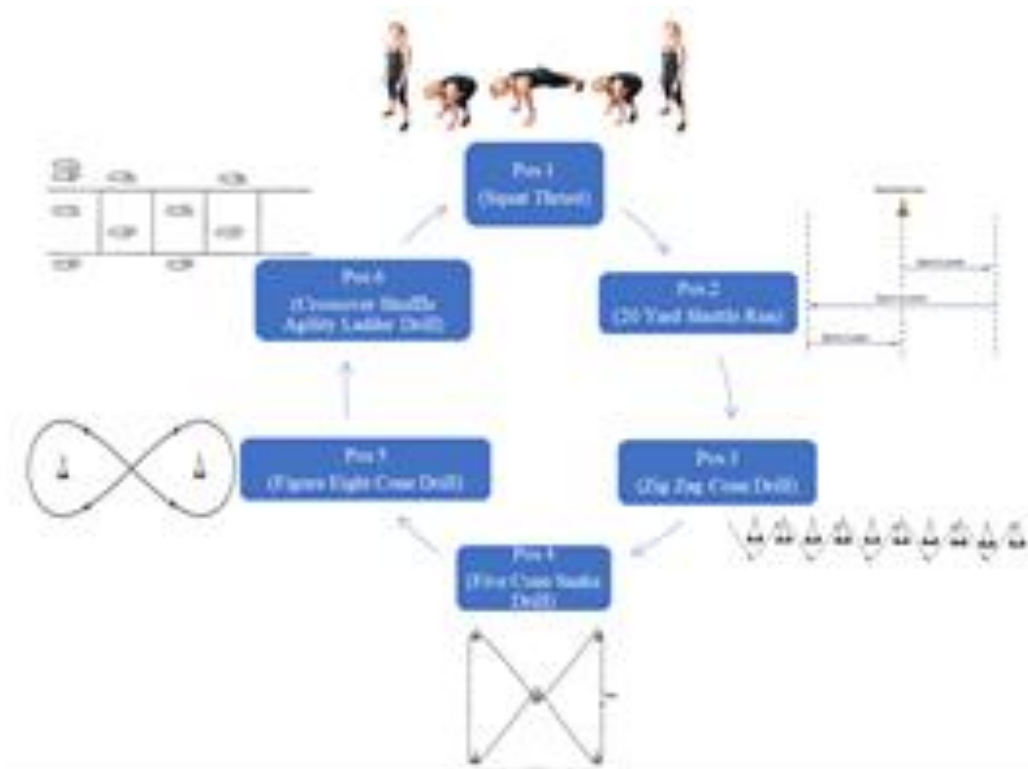 Pos 1
(Squat Thrust)
Pos 2
(20 Yard Shuttle Run)
Pos 3
(Zig Zag Cone Drill)
Pos 4
(Five Cone Snake
Drill)
Pos 5
(Figure Eight Cone Drill)
Pos 6
(Crossover Shuffle
Agility Ladder Drill)